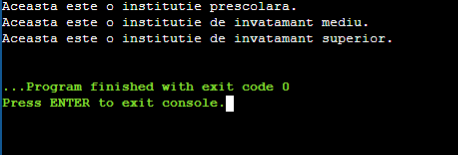 Aceasta este o institutie prescolara.
Aceasta este o institutie de invatamant mediu.
Aceasta este o institutie de invatamant superior.
...Program finished with exit code 0
Press ENTER to exit console.